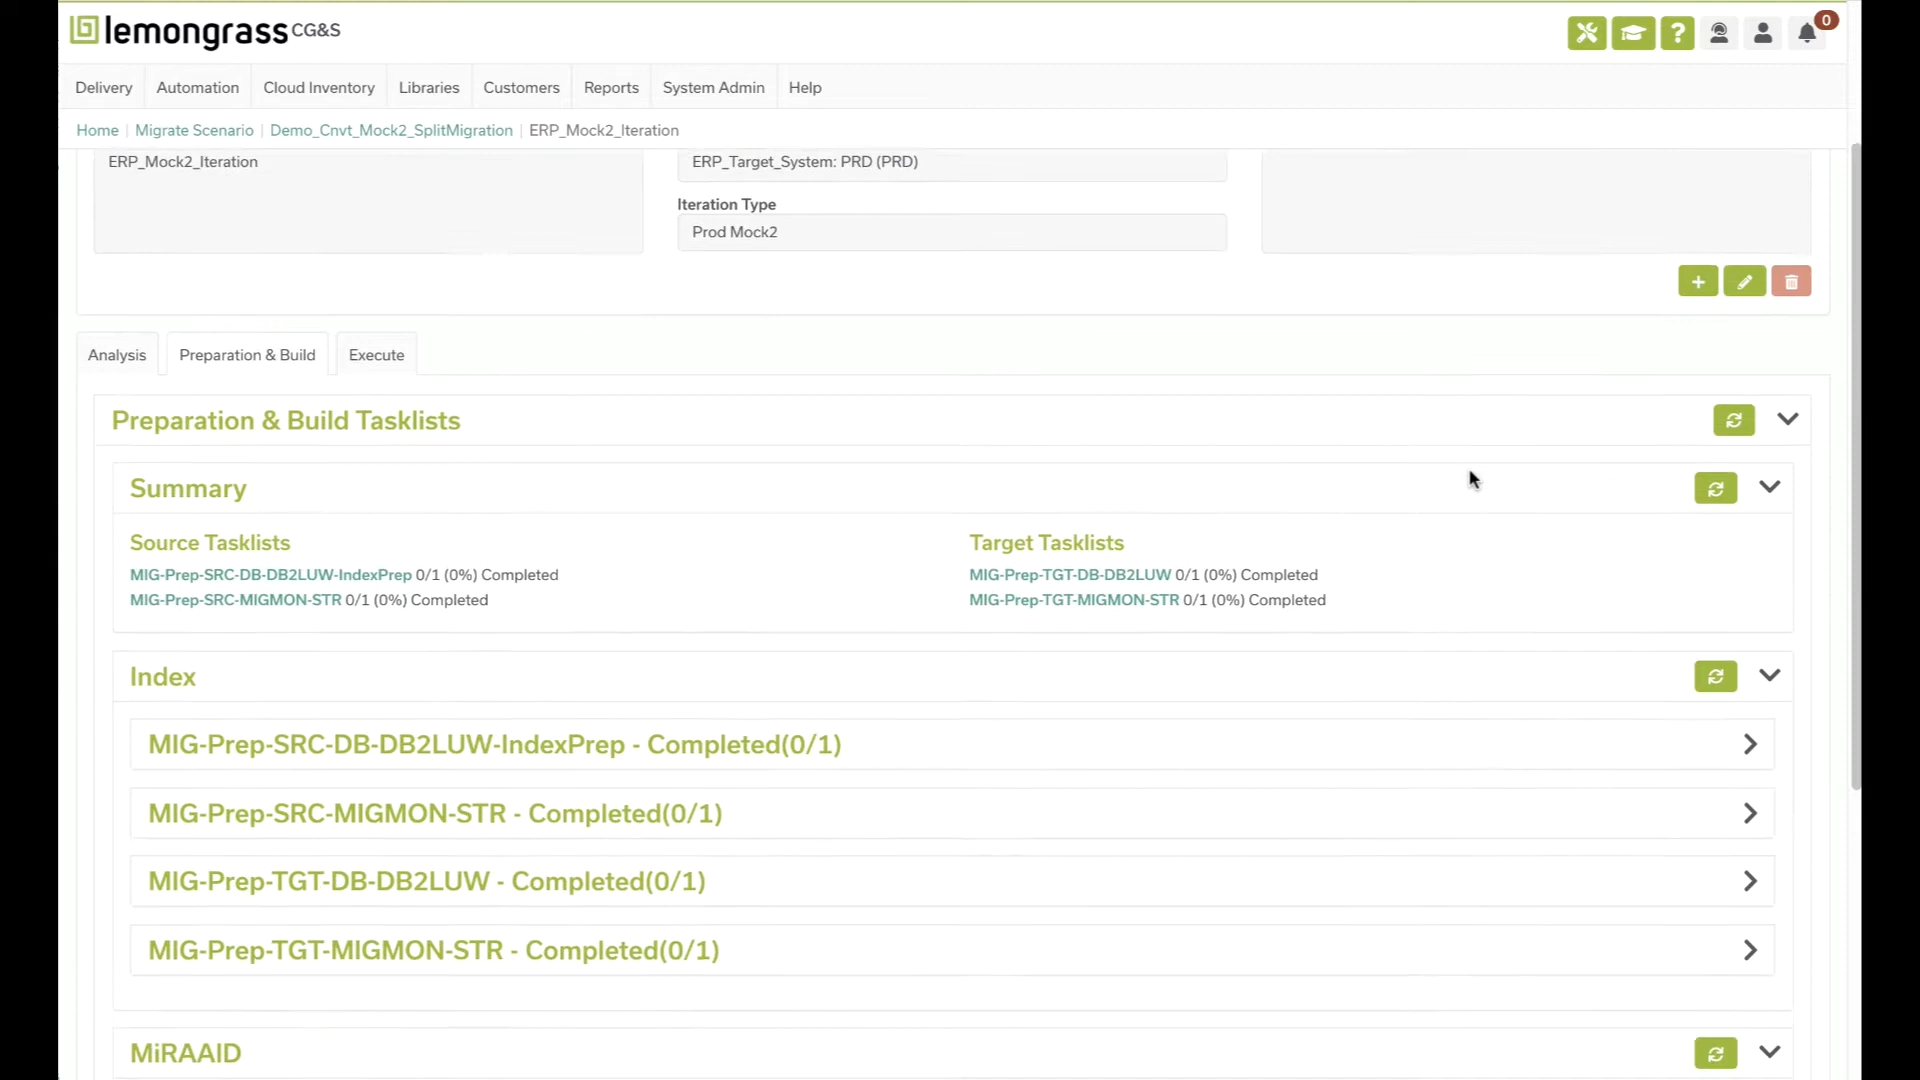 lemongrass CG&S
0
Delivery Automation Cloud Inventory Libraries Customers Reports System Admin Help
Home | Migrate Scenario | Demo_Cnvt_Mock2_SplitMigration | ERP_Mock2_Iteration
ERP_Mock2_Iteration
ERP_Target_System: PRD (PRD)
Iteration Type
Prod Mock2
Analysis Preparation & Build Execute
Preparation & Build Tasklists
Summary
Source Tasklists
MIG-Prep-SRC-DB-DB2LUW-IndexPrep 0/1 (0%) Completed
MIG-Prep-SRC-MIGMON-STR 0/1 (0%) Completed
Target Tasklists
MIG-Prep-TGT-DB-DB2LUW 0/1 (0%) Completed
MIG-Prep-TGT-MIGMON-STR 0/1 (0%) Completed
Index
MIG-Prep-SRC-DB-DB2LUW-IndexPrep - Completed(0/1)
MIG-Prep-SRC-MIGMON-STR - Completed(0/1)
MIG-Prep-TGT-DB-DB2LUW - Completed(0/1)
MIG-Prep-TGT-MIGMON-STR - Completed(0/1)
MiRAAID